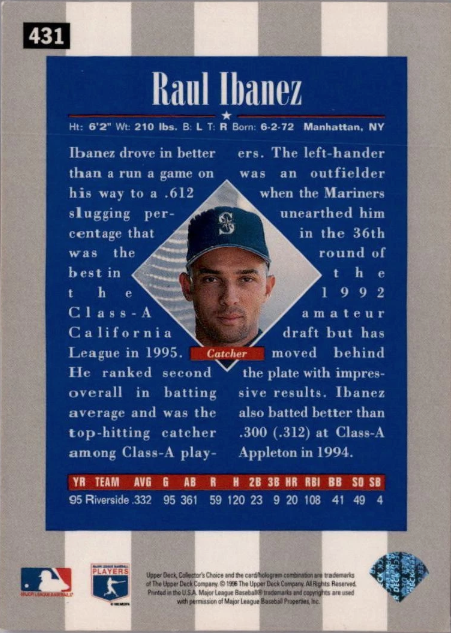 431
Raul Ibanez
Ht: 6'2" Wt: 210 lbs. B: L T: R Born: 6-2-72 Manhattan, NY
Ibanez drove in better
than a run a game on
his way to a .612
slugging per-
centage that
was the
best in
the
Class-A
California
League in 1995.
He ranked second
overall in batting
average and was the
top-hitting catcher
among Class-A play-
ers. The left-hander
was an outfielder
when the Mariners
unearthed him
in the 36th
round of
the
1992
amateur
draft but has
moved behind
the plate with impres-
sive results. Ibanez
also batted better than
.300 (.312) at Class-A
Appleton in 1994.
S
Catcher
YR TEAM AVG G AB R H 2B 3B HR RBI BB SO SB
95 Riverside .332 95 361 59 120 23 9 20 108 41 49 4
MAJOR LEAGUE BASEBALL
PLAYERS
Upper Deck, Collector's Choice and the card/hologram combination are trademarks
of The Upper Deck Company. © 1996 The Upper Deck Company. All Rights Reserved.
Printed in the U.S.A. Major League Baseball trademarks and copyrights are used
with permission of Major League Baseball Properties, Inc.